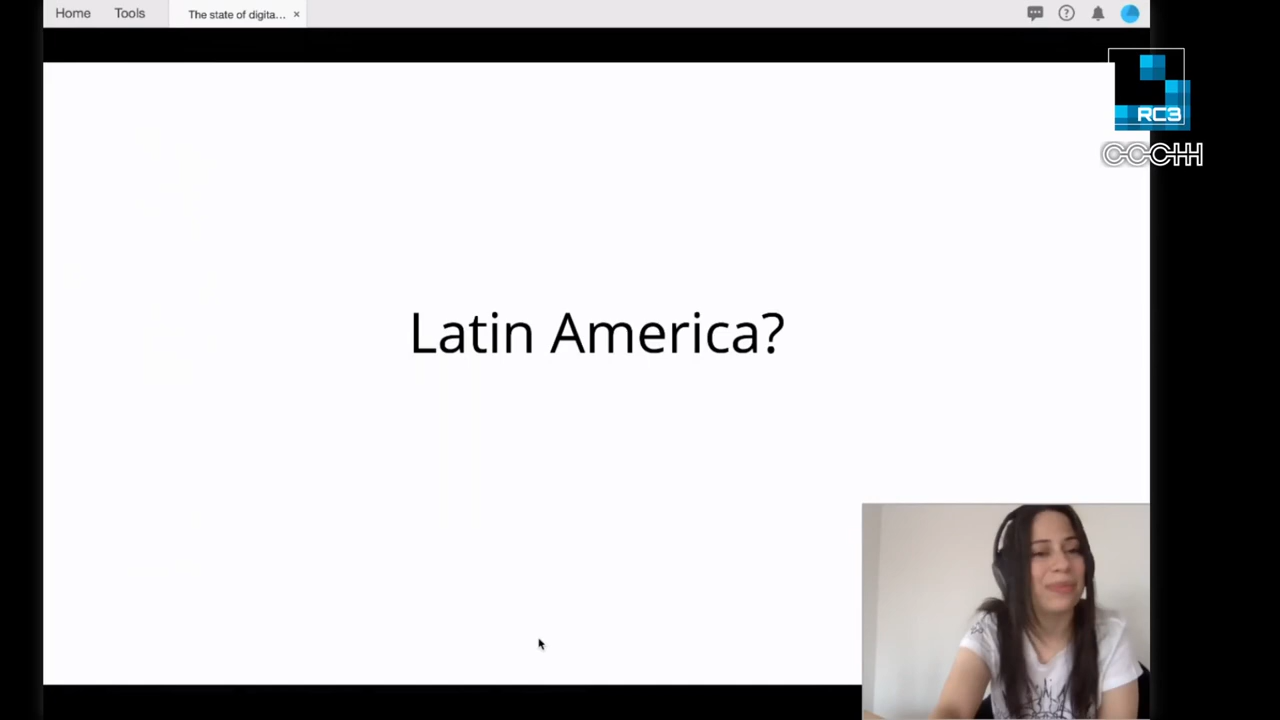 Home Tools The state of digita... ×
RC3
CCCHH
Latin America?